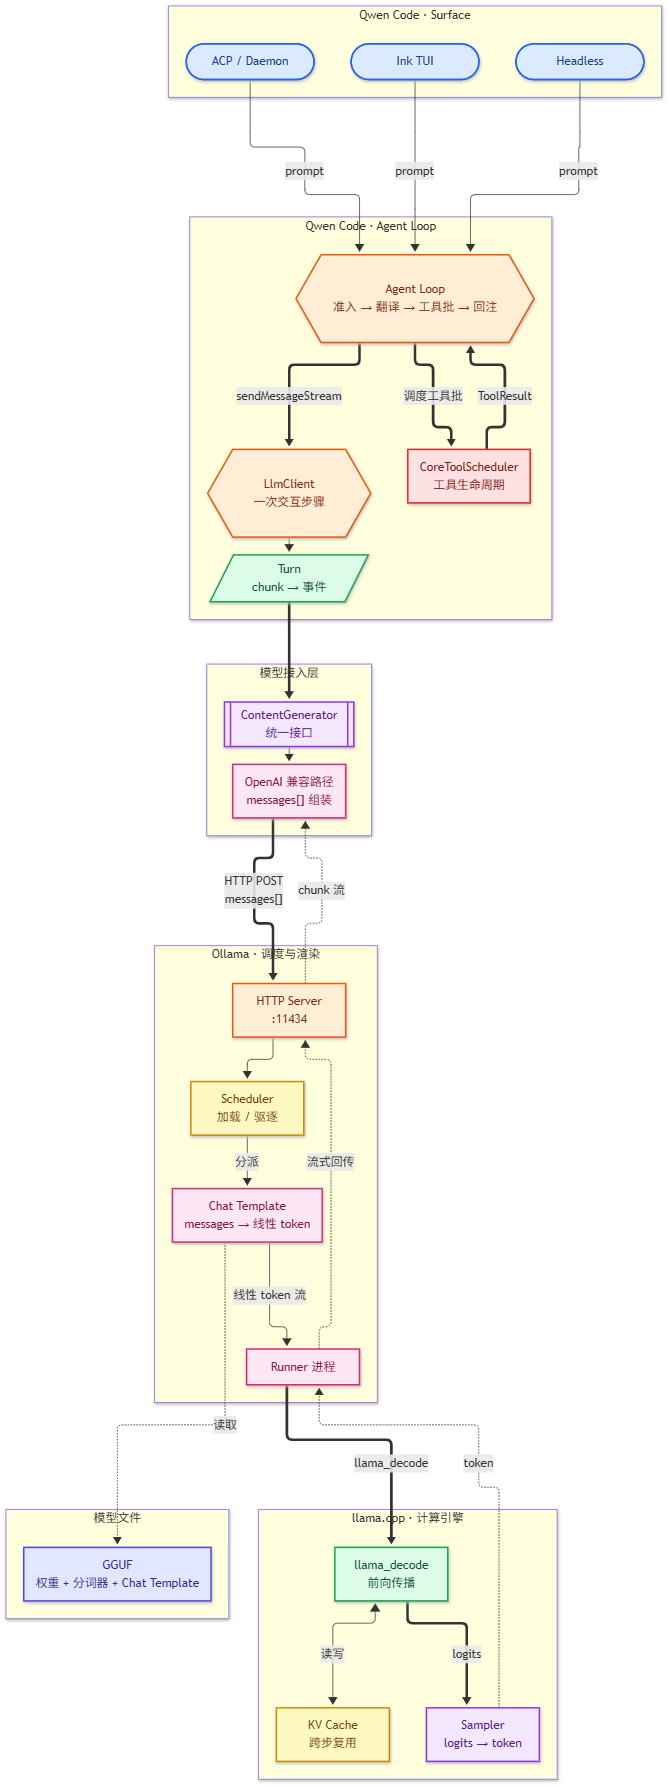 Qwen Code · Surface
ACP / Daemon
Ink TUI
Headless
prompt
prompt
prompt
Qwen Code · Agent Loop
Agent Loop
准入 → 翻译 → 工具批 → 回注
sendMessageStream
调度工具批
ToolResult
LlmClient
一次交互步骤
CoreToolScheduler
工具生命周期
Turn
chunk → 事件
模型接入层
ContentGenerator
统一接口
OpenAI 兼容路径
messages[] 组装
HTTP POST
messages[]
chunk 流
Ollama · 调度与渲染
HTTP Server
:11434
Scheduler
加载 / 驱逐
分派
流式回传
Chat Template
messages → 线性 token
线性 token 流
Runner 进程
读取
llama_decode
token
模型文件
GGUF
权重 + 分词器 + Chat Template
llama.cpp · 计算引擎
llama_decode
前向传播
读写
logits
KV Cache
跨步复用
Sampler
logits → token